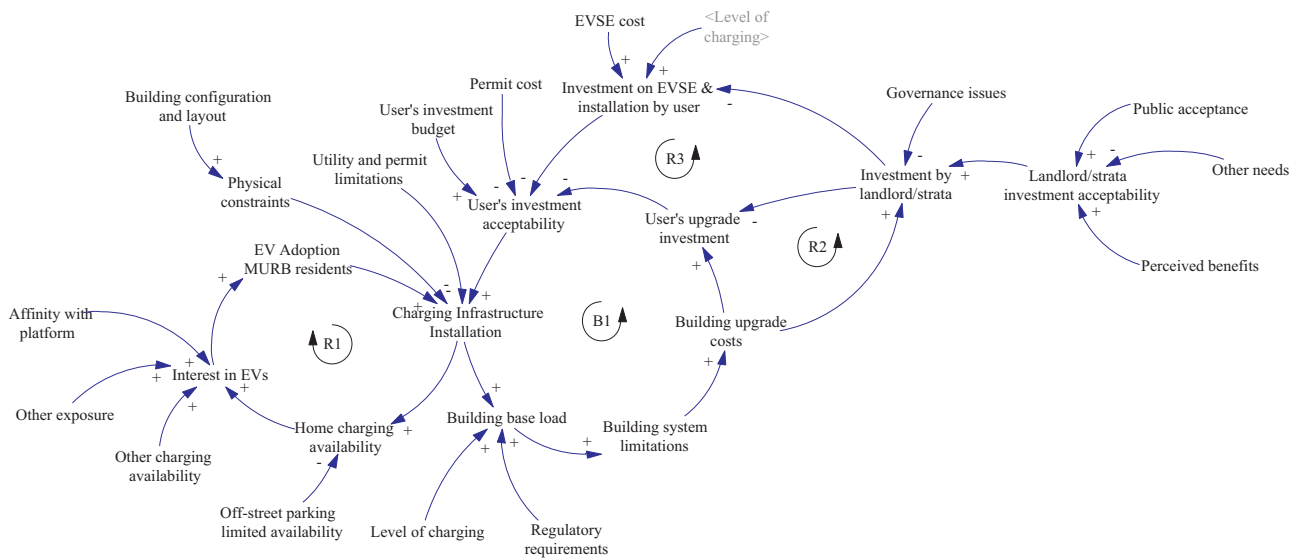 EVSE cost
<Level of
charging>
Permit cost
Investment on EVSE &
installation by user
Governance issues
Building configuration
and layout
User's investment
budget
Public acceptance
Utility and permit
limitations
R3
Physical
constraints
Investment by
landlord/strata
Landlord/strata
investment acceptability
Other needs
User's investment
acceptability
User's upgrade
investment
R2
EV Adoption
MURB residents
Perceived benefits
Affinity with
platform
Charging Infrastructure
Installation
B1
Building upgrade
costs
R1
Interest in EVs
Other exposure
Home charging
availability
Building base load
Building system
limitations
Other charging
availability
Off-street parking
limited availability
Level of charging
Regulatory
requirements